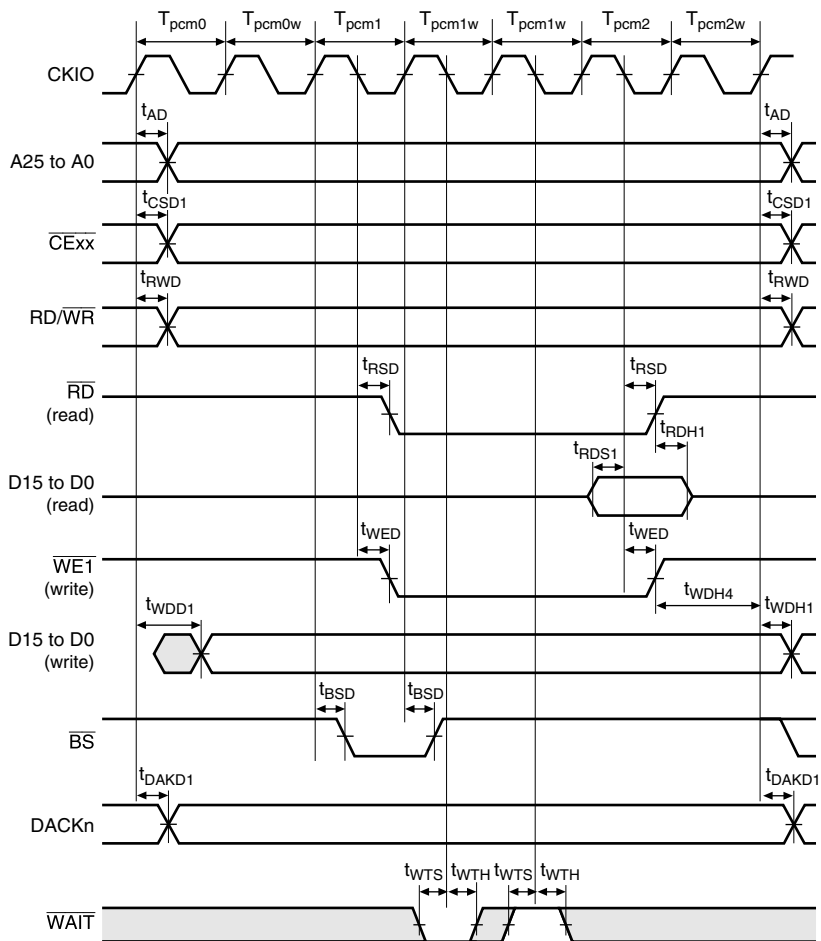 Tpcm0 Tpcm0w Tpcm1 Tpcm1w Tpcm1w Tpcm2 Tpcm2w
CKIO
tAD tAD
A25 to A0
tCSD1 tCSD1
CExx
tRWD tRWD
RD/WR
tRSD tRSD
RD
(read)
tRDH1
tRDS1
D15 to D0
(read)
tWED tWED
WE1
(write)
tWDH4
tWDD1 tWDH1
D15 to D0
(write)
tBSD tBSD
BS
tDAKD1 tDAKD1
DACKn
tWTS tWTH tWTS tWTH
WAIT